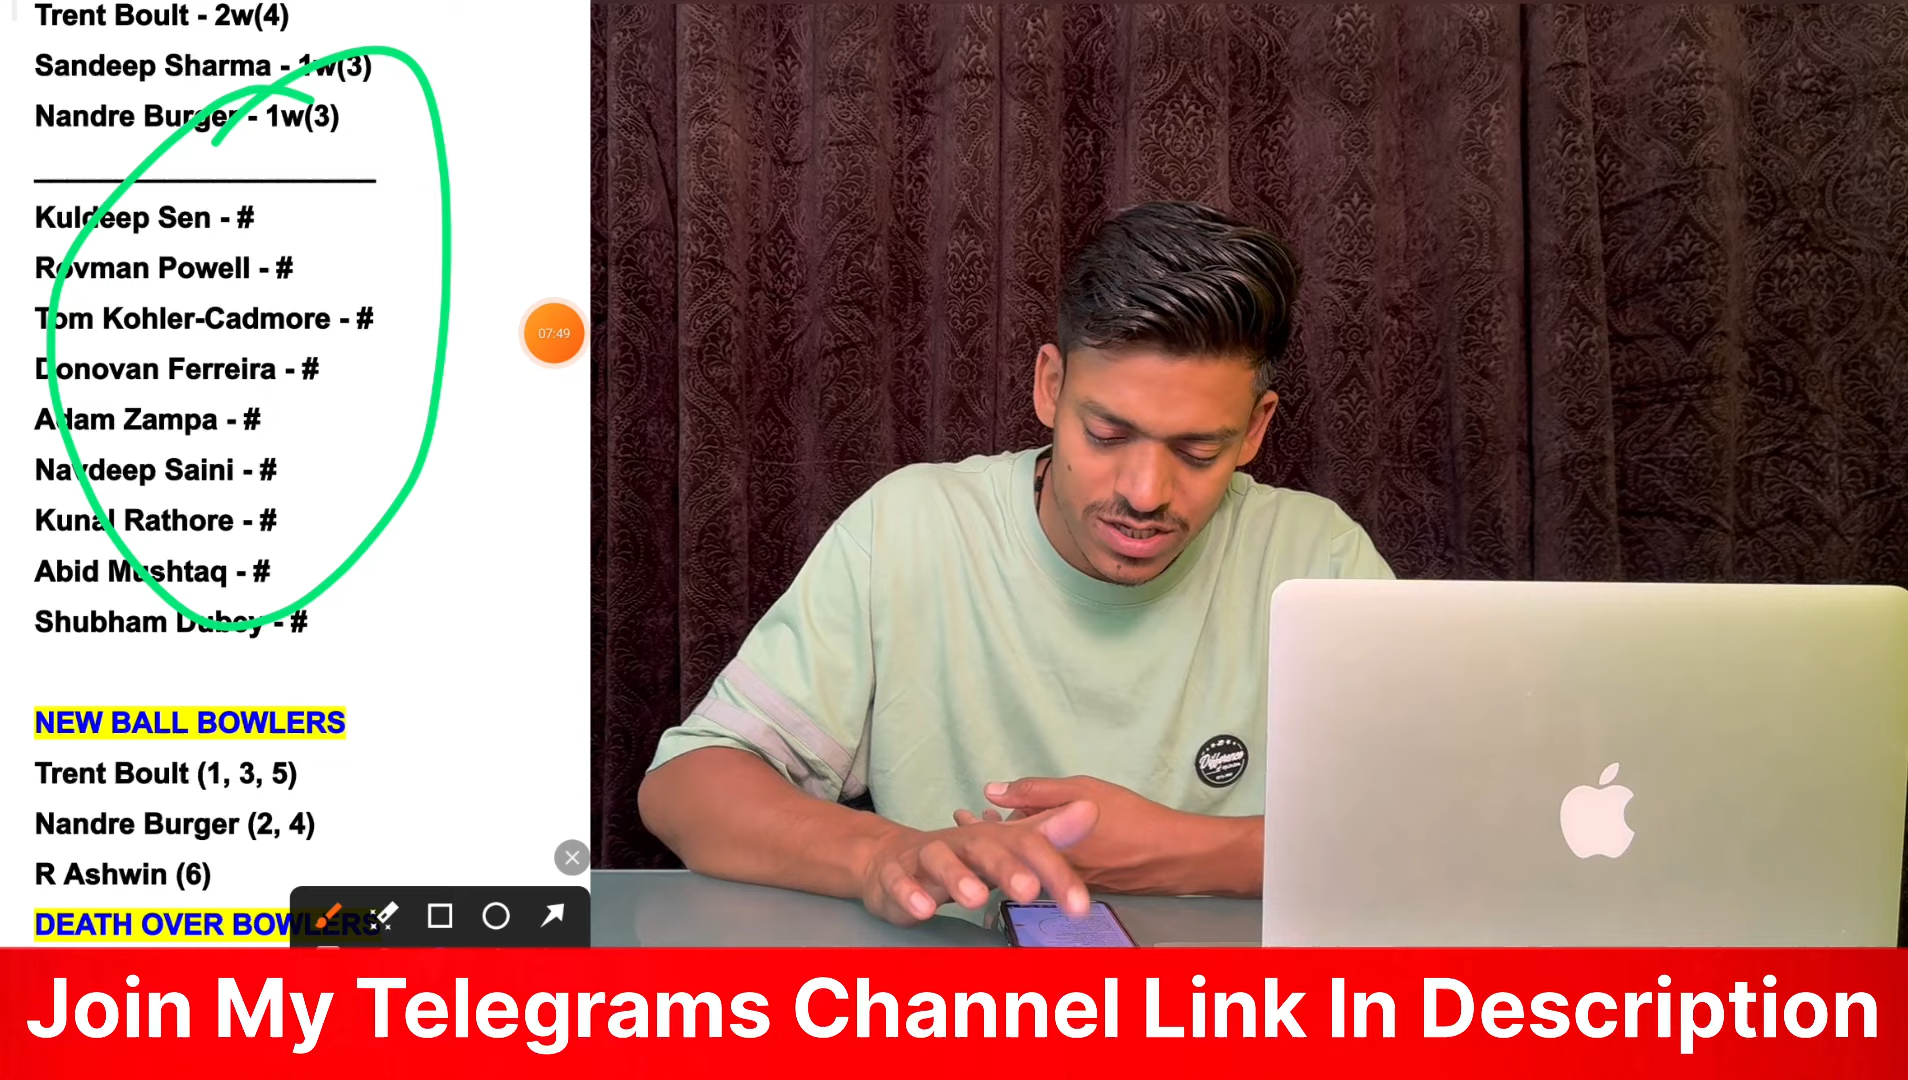 Trent Boult - 2w(4)
Sandeep Sharma - 1w(3)
Nandre Burger - 1w(3)
Kuldeep Sen - #
Rovman Powell - #
Tom Kohler-Cadmore - #
Donovan Ferreira - #
Adam Zampa - #
Navdeep Saini - #
Kunal Rathore - #
Abid Mushtaq - #
Shubham Dubey - #
07:49
NEW BALL BOWLERS
Trent Boult (1, 3, 5)
Nandre Burger (2, 4)
R Ashwin (6)
DEATH OVER BOWLERS
Difference
Join My Telegrams Channel Link In Description